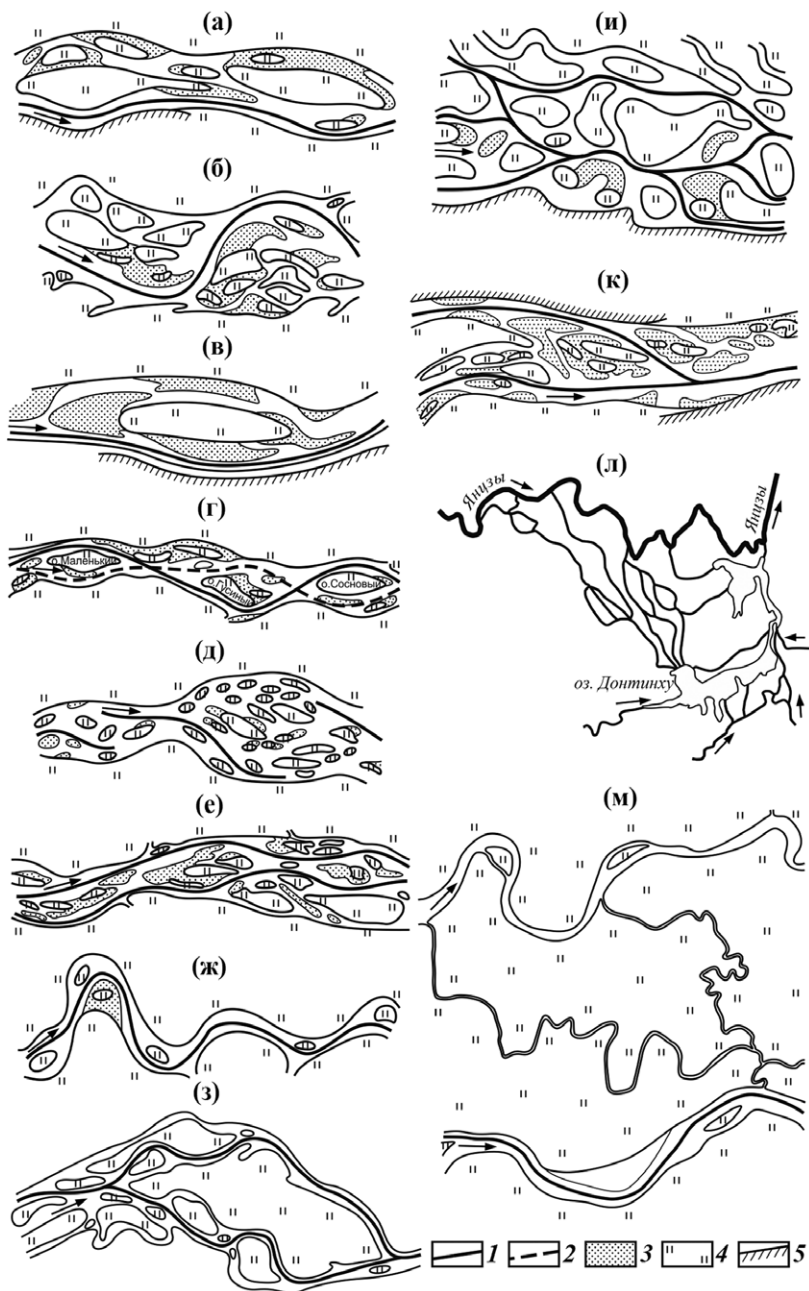 (а)
(б)
(в)
(г)
о. Маленький
о.Гусиный
о.Сосновый
(д)
(е)
(ж)
(з)
(и)
(к)
(л)
Янцзы
Янцзы
оз. Донтинху
(м)
1 2 3 4 5